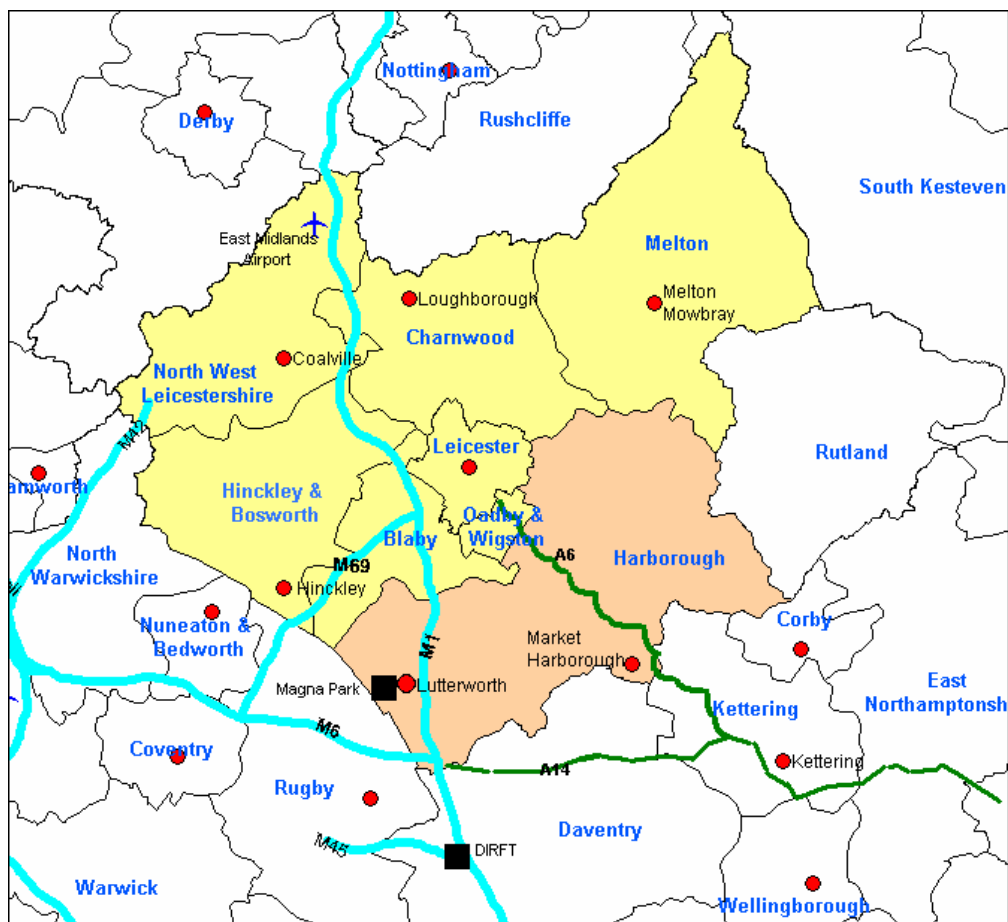 Nottingham
Derby
Rushcliffe
South Kesteven
East Midlands
Airport
Melton
Loughborough
Melton
Mowbray
Charnwood
Coalville
North West
Leicestershire
M42
Leicester
Rutland
amworth
Hinckley &
Bosworth
Oadby &
Wigston
Blaby
North
Warwickshire
M69
A6
Harborough
Hinckley
Nuneaton &
Bedworth
Corby
M1
Market
Harborough
Magna Park
Lutterworth
East
Northamptonsh
Kettering
M6
Coventry
A14
Kettering
Rugby
Daventry
M45
DIRFT
Warwick
Wellingborough